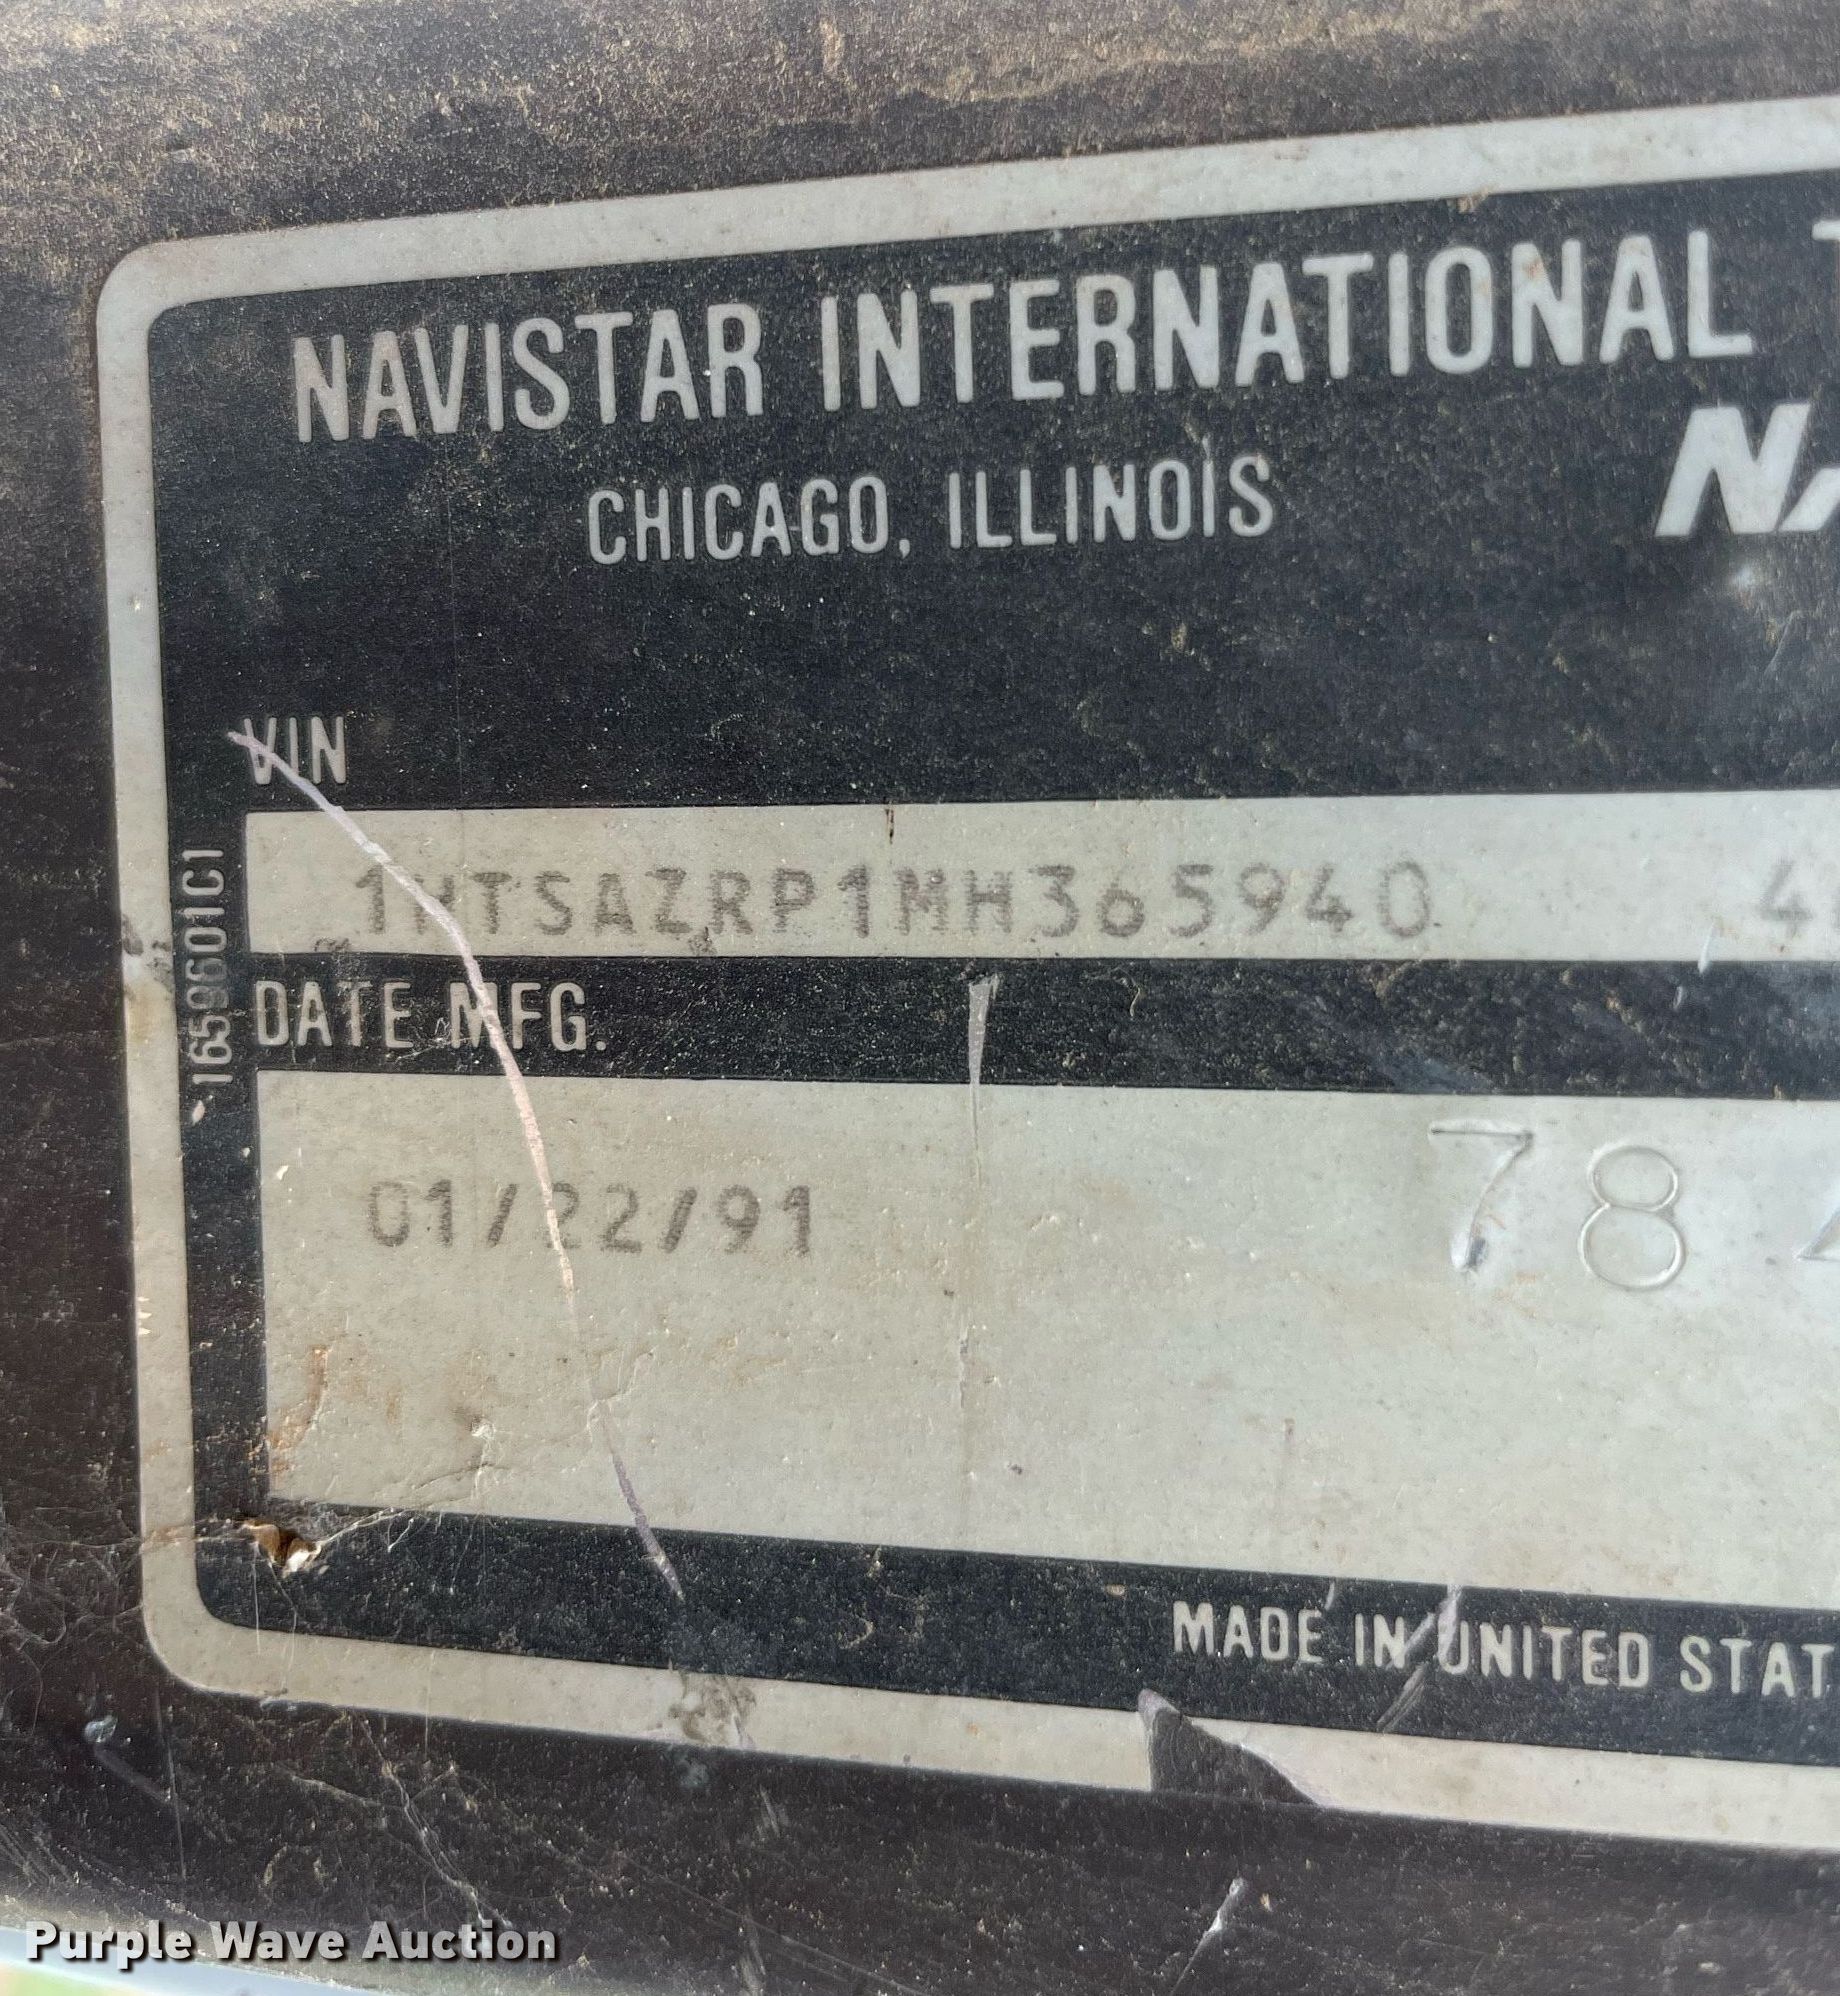 NAVISTAR INTERNATIONAL
CHICAGO, ILLINOIS
VIN
1HTSAZRP1MH365940 4
1659601C1
DATE MFG.
01/22/91
78
MADE IN UNITED STAT
Purple Wave Auction